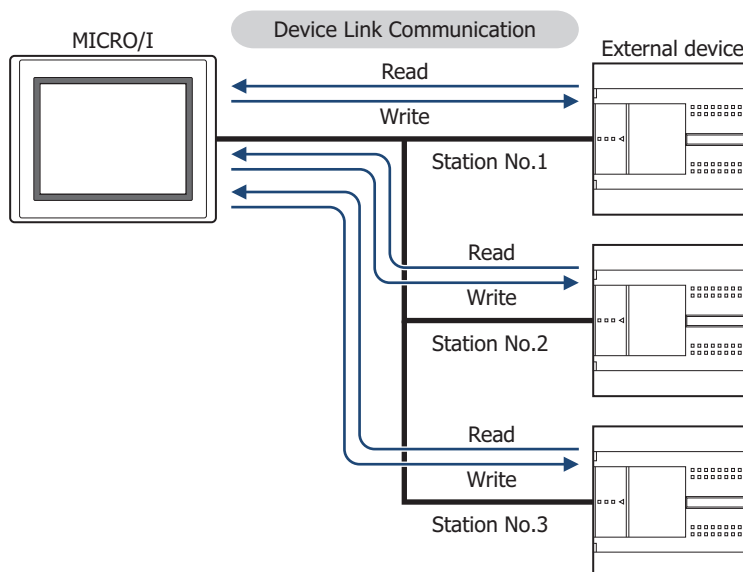 Device Link Communication
MICRO/I
External device
Read
Write
Station No.1
Read
Write
Station No.2
Read
Write
Station No.3